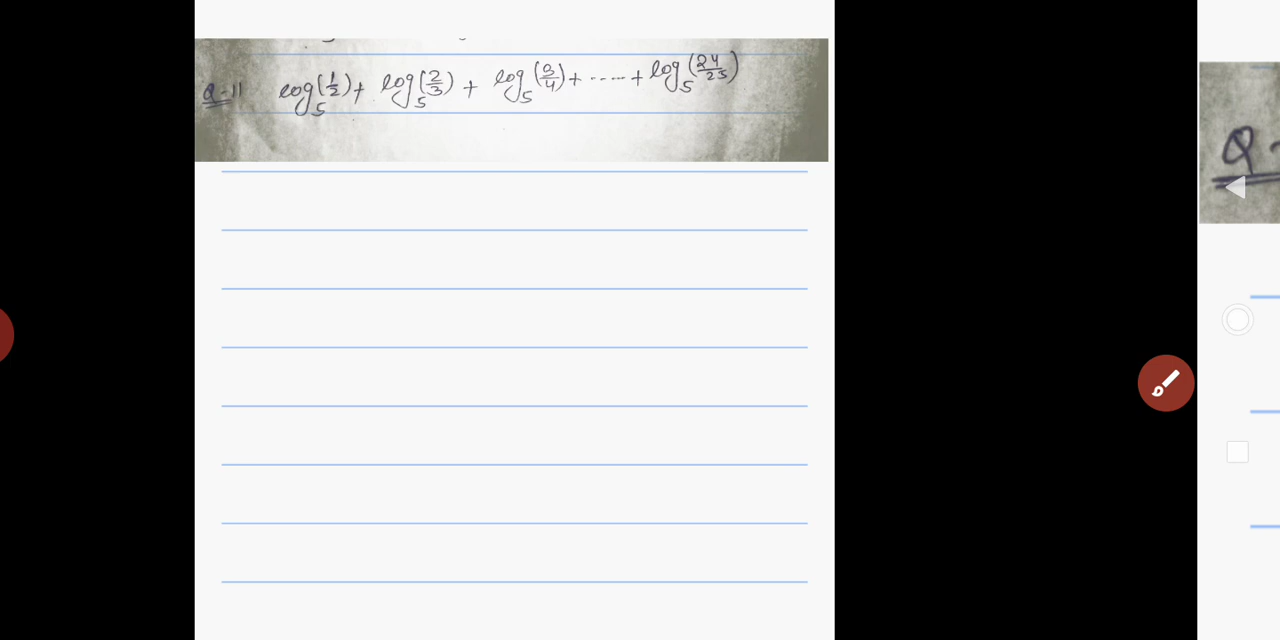 Q-11 log₅(1/2) + log₅(2/3) + log₅(3/4) + ····· + log₅(24/25)
Q